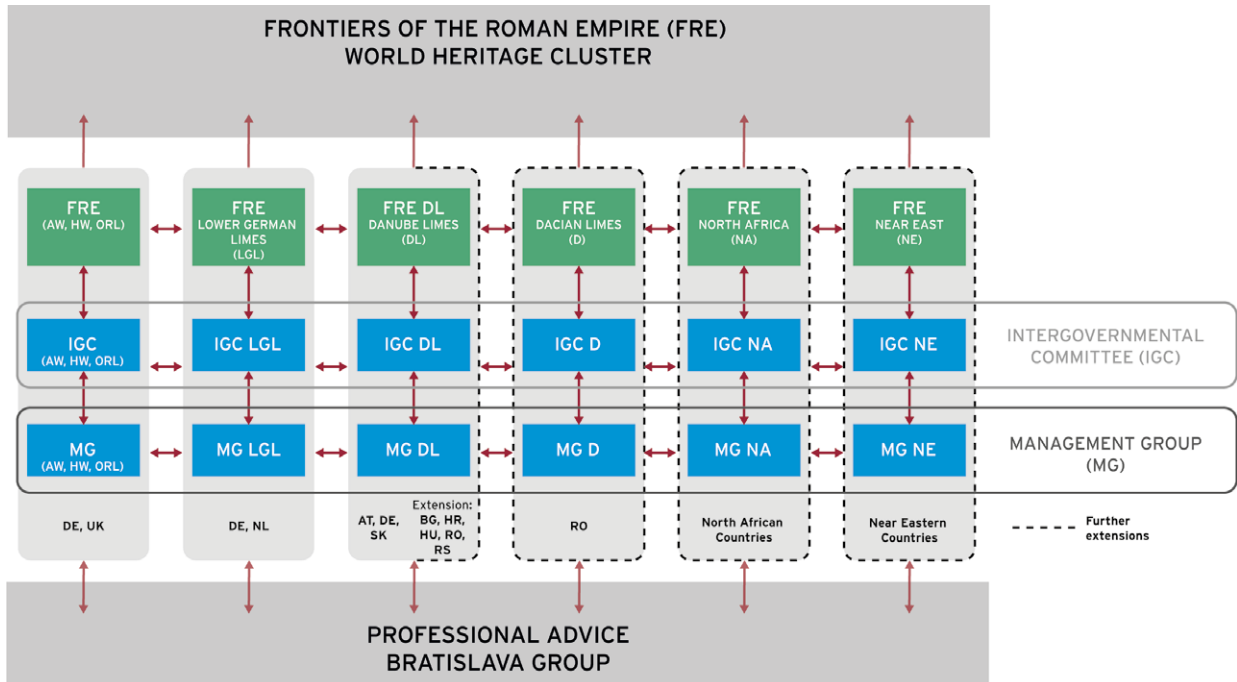 FRONTIERS OF THE ROMAN EMPIRE (FRE)
WORLD HERITAGE CLUSTER
FRE
(AW, HW, ORL)
FRE
LOWER GERMAN
LIMES
(LGL)
FRE DL
DANUBE LIMES
(DL)
FRE
DACIAN LIMES
(D)
FRE
NORTH AFRICA
(NA)
FRE
NEAR EAST
(NE)
IGC
(AW, HW, ORL)
IGC LGL
IGC DL
IGC D
IGC NA
IGC NE
INTERGOVERNMENTAL
COMMITTEE (IGC)
MG
(AW, HW, ORL)
MG LGL
MG DL
MG D
MG NA
MG NE
MANAGEMENT GROUP
(MG)
DE, UK
DE, NL
AT, DE,
SK
Extension:
BG, HR,
HU, RO,
RS
RO
North African
Countries
Near Eastern
Countries
Further
extensions
PROFESSIONAL ADVICE
BRATISLAVA GROUP